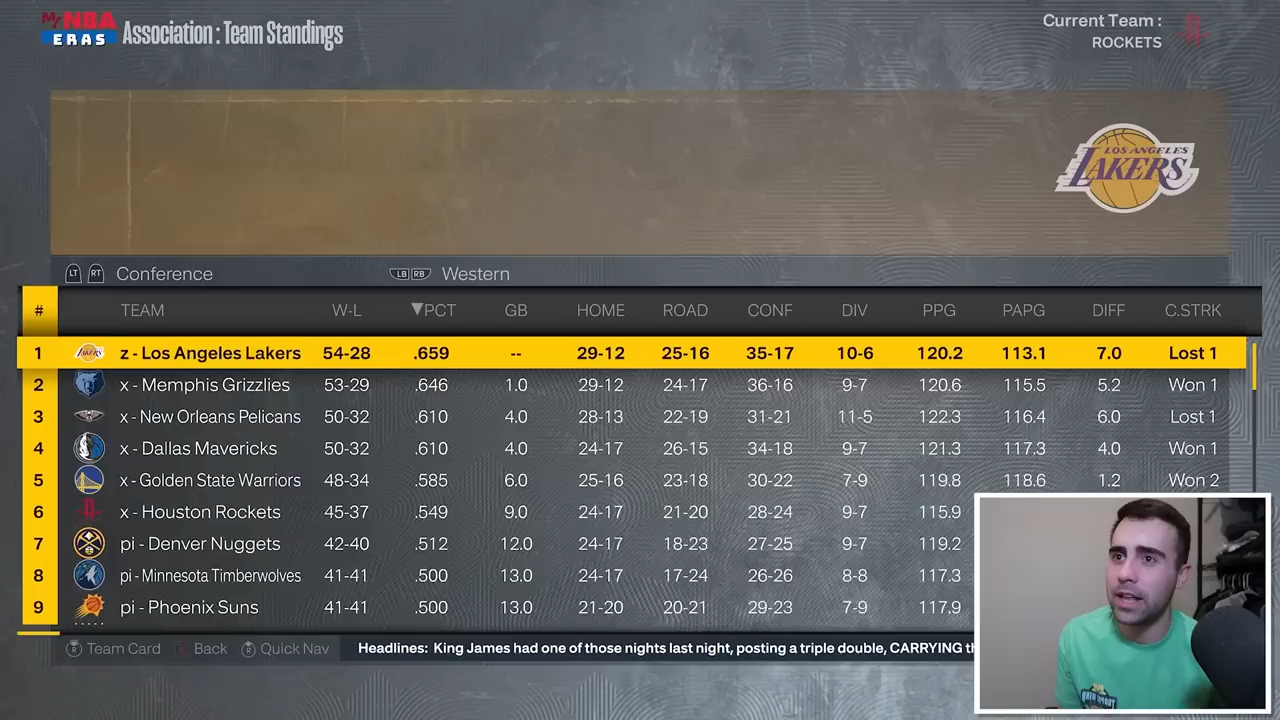 MyNBA ERAS Association : Team Standings
Current Team :
ROCKETS
LOS ANGELES
LAKERS
LT RT Conference LB RB Western
# TEAM W-L ▼PCT GB HOME ROAD CONF DIV PPG PAPG DIFF C.STRK
1 LAKERS z - Los Angeles Lakers 54-28 .659 -- 29-12 25-16 35-17 10-6 120.2 113.1 7.0 Lost 1
2 x - Memphis Grizzlies 53-29 .646 1.0 29-12 24-17 36-16 9-7 120.6 115.5 5.2 Won 1
3 x - New Orleans Pelicans 50-32 .610 4.0 28-13 22-19 31-21 11-5 122.3 116.4 6.0 Lost 1
4 x - Dallas Mavericks 50-32 .610 4.0 24-17 26-15 34-18 9-7 121.3 117.3 4.0 Won 1
5 x - Golden State Warriors 48-34 .585 6.0 25-16 23-18 30-22 7-9 119.8 118.6 1.2 Won 2
6 x - Houston Rockets 45-37 .549 9.0 24-17 21-20 28-24 9-7 115.9
7 pi - Denver Nuggets 42-40 .512 12.0 24-17 18-23 27-25 9-7 119.2
8 pi - Minnesota Timberwolves 41-41 .500 13.0 24-17 17-24 26-26 8-8 117.3
9 pi - Phoenix Suns 41-41 .500 13.0 21-20 20-21 29-23 7-9 117.9
R Team Card Back R Quick Nav Headlines: King James had one of those nights last night, posting a triple double, CARRYING th